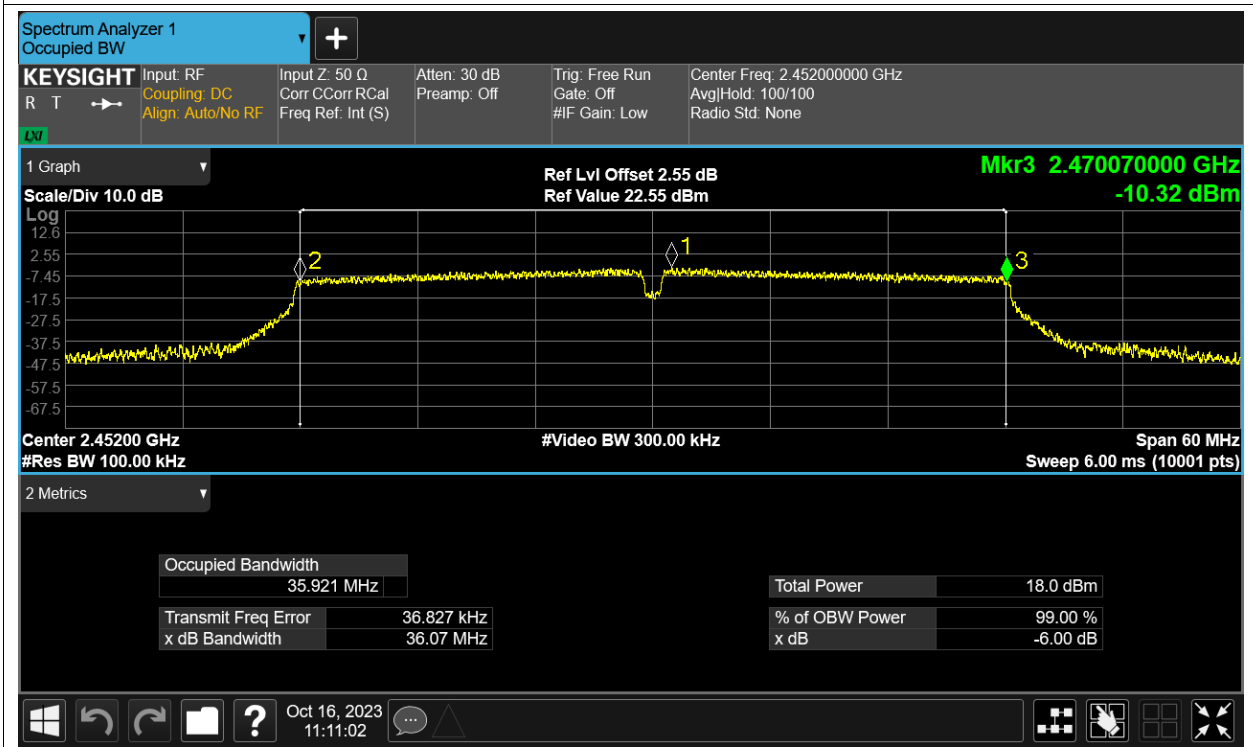 Spectrum Analyzer 1
Occupied BW
KEYSIGHT
R T
LXI
Input: RF
Coupling: DC
Align: Auto/No RF
Input Z: 50 Ω
Corr CCorr RCal
Freq Ref: Int (S)
Atten: 30 dB
Preamp: Off
Trig: Free Run
Gate: Off
#IF Gain: Low
Center Freq: 2.452000000 GHz
Avg|Hold: 100/100
Radio Std: None
1 Graph
Scale/Div 10.0 dB
Ref Lvl Offset 2.55 dB
Ref Value 22.55 dBm
Mkr3 2.470070000 GHz
-10.32 dBm
Log
12.6
2.55
-7.45
-17.5
-27.5
-37.5
-47.5
-57.5
-67.5
2
1
3
Center 2.45200 GHz
#Res BW 100.00 kHz
#Video BW 300.00 kHz
Span 60 MHz
Sweep 6.00 ms (10001 pts)
2 Metrics
Occupied Bandwidth
35.921 MHz
Transmit Freq Error 36.827 kHz
x dB Bandwidth 36.07 MHz
Total Power 18.0 dBm
% of OBW Power 99.00 %
x dB -6.00 dB
?
Oct 16, 2023
11:11:02